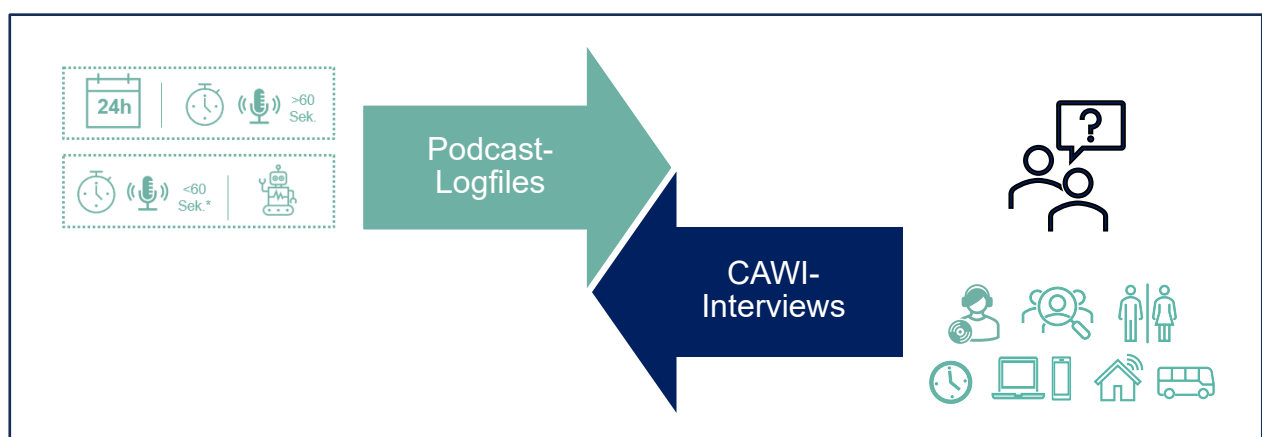 24h
>60
Sek.
<60
Sek.*
Podcast-
Logfiles
?
CAWI-
Interviews